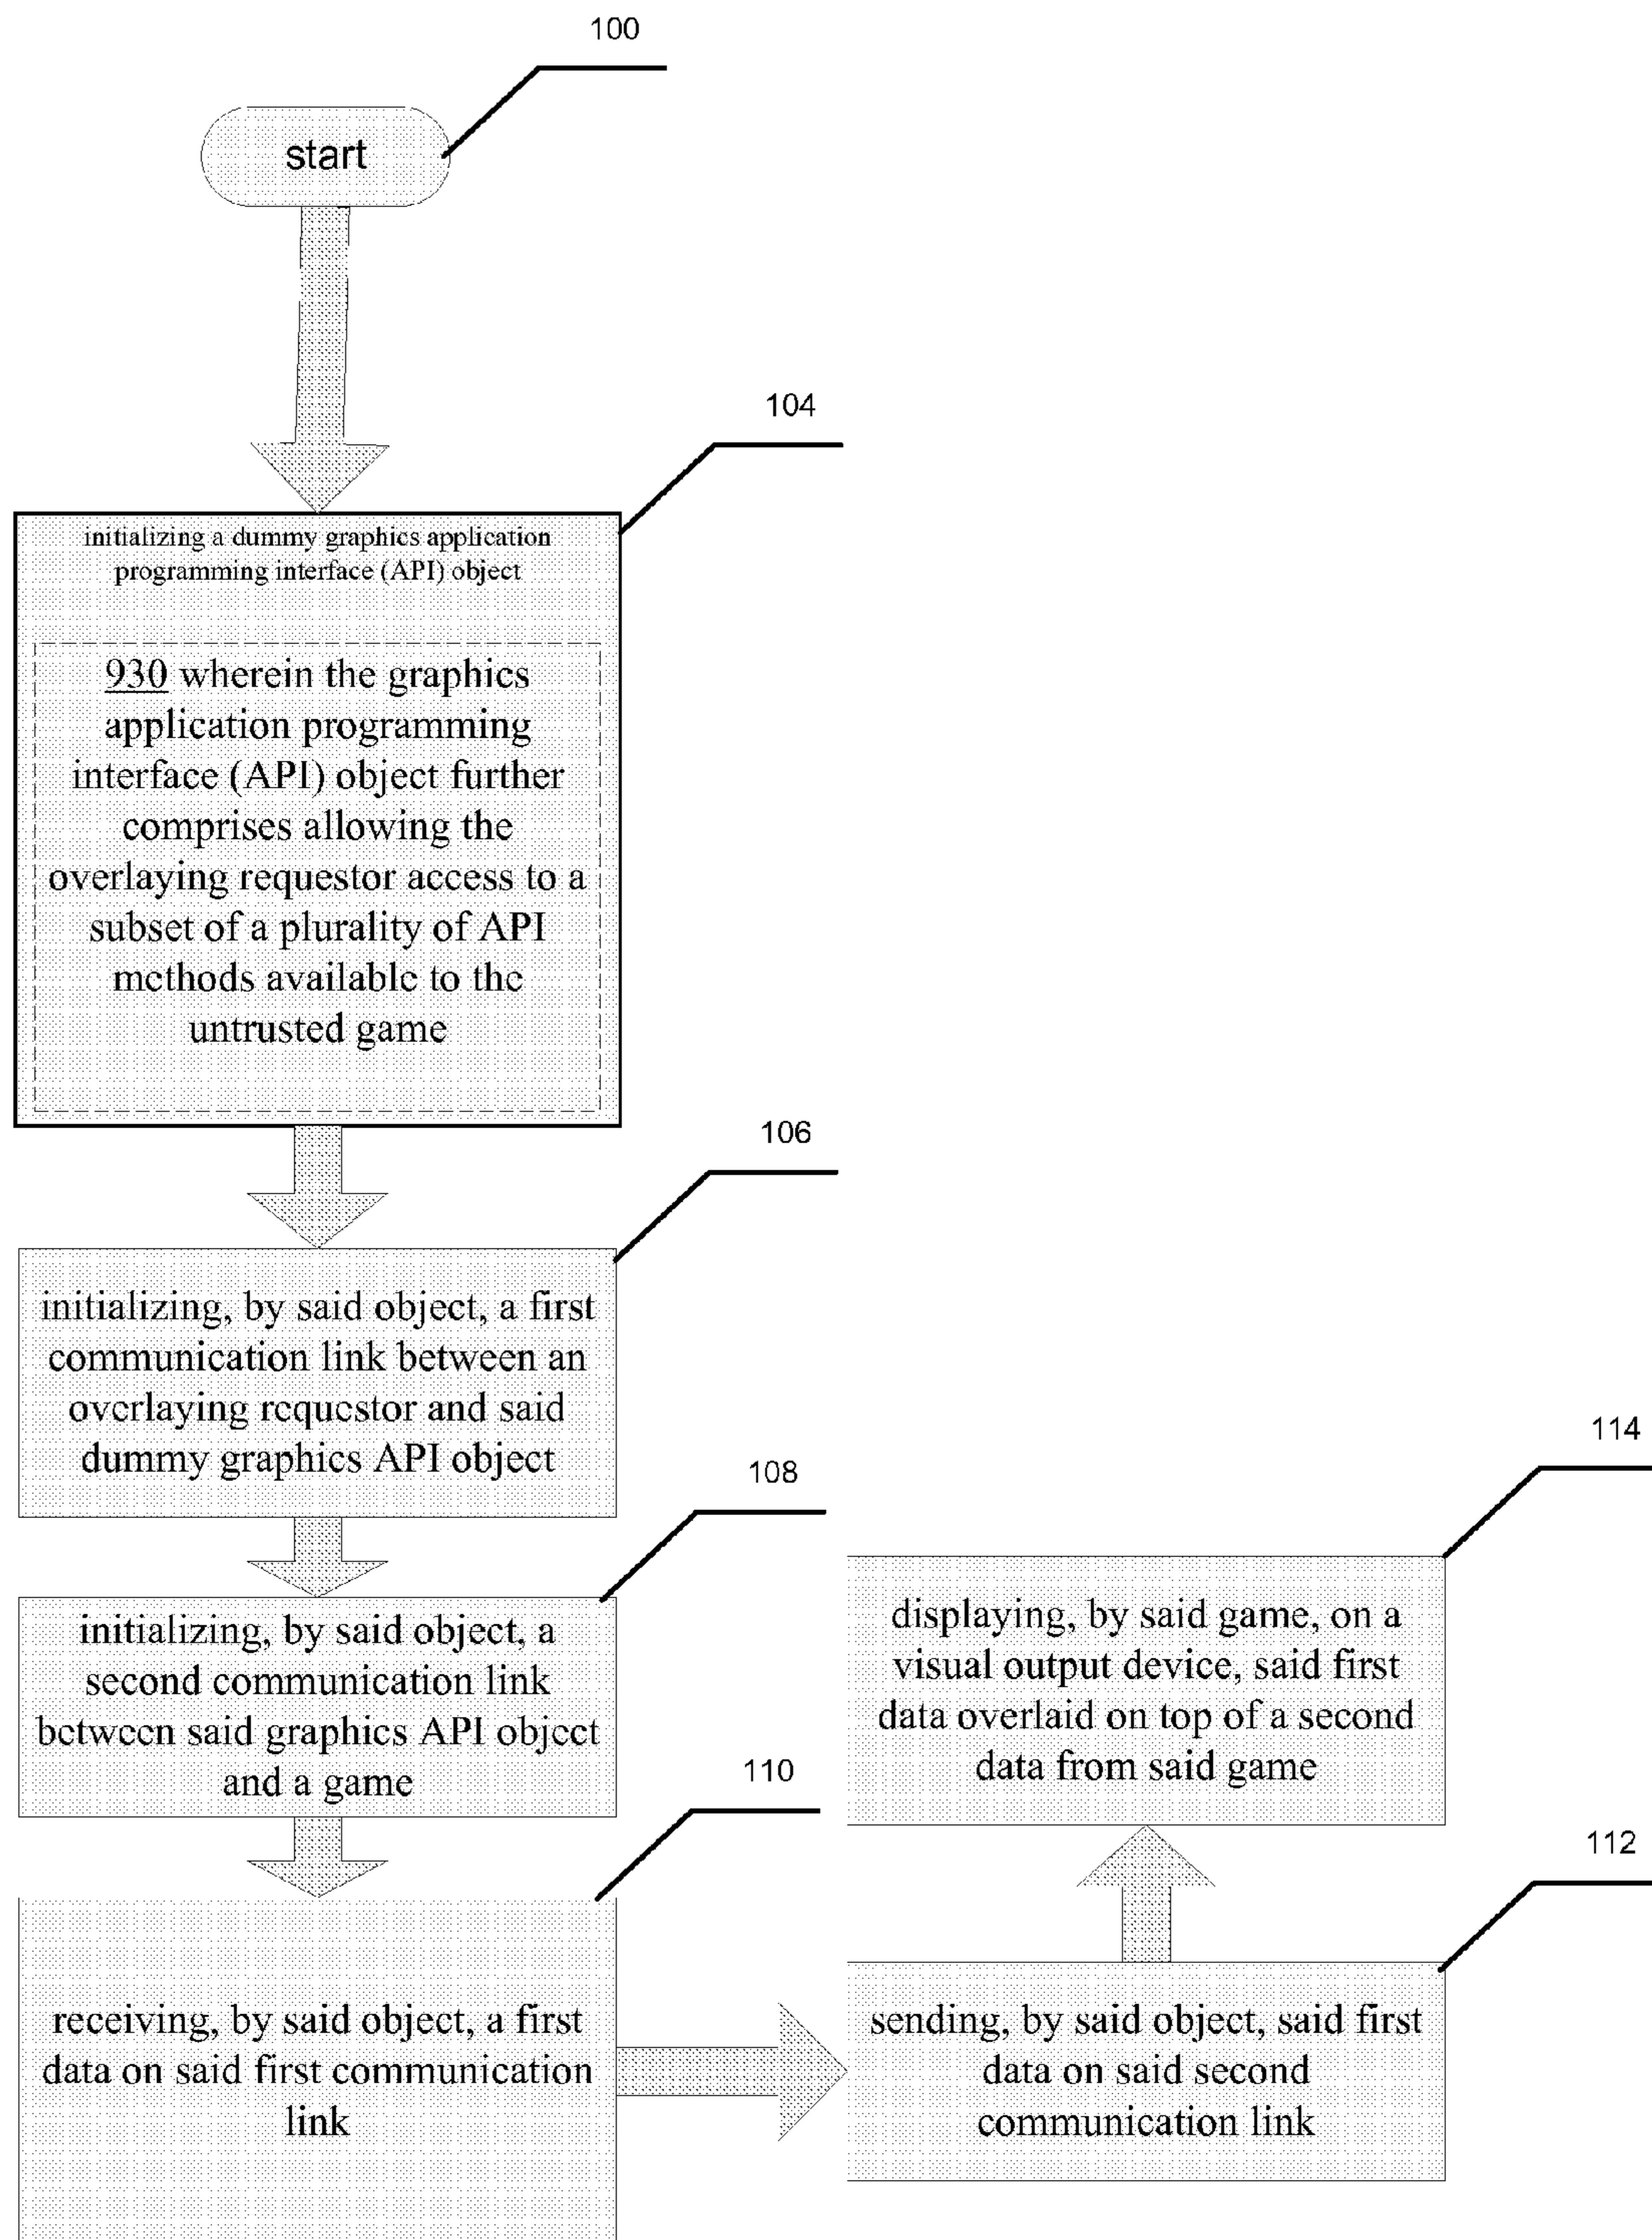 100
start
104
initializing a dummy graphics application
programming interface (API) object
930 wherein the graphics
application programming
interface (API) object further
comprises allowing the
overlaying requestor access to a
subset of a plurality of API
methods available to the
untrusted game
106
initializing, by said object, a first
communication link between an
overlaying requestor and said
dummy graphics API object
108
initializing, by said object, a
second communication link
between said graphics API object
and a game
110
receiving, by said object, a first
data on said first communication
link
112
sending, by said object, said first
data on said second
communication link
114
displaying, by said game, on a
visual output device, said first
data overlaid on top of a second
data from said game